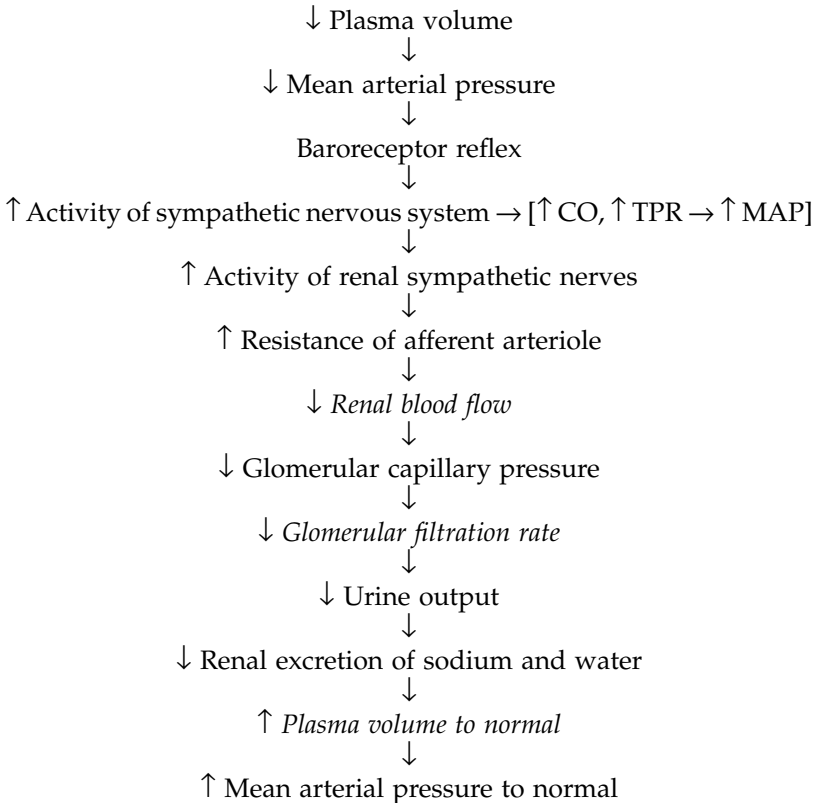 ↓ Plasma volume
↓
↓ Mean arterial pressure
↓
Baroreceptor reflex
↓
↑ Activity of sympathetic nervous system → [↑ CO, ↑ TPR → ↑ MAP]
↓
↑ Activity of renal sympathetic nerves
↓
↑ Resistance of afferent arteriole
↓
↓ Renal blood flow
↓
↓ Glomerular capillary pressure
↓
↓ Glomerular filtration rate
↓
↓ Urine output
↓
↓ Renal excretion of sodium and water
↓
↑ Plasma volume to normal
↓
↑ Mean arterial pressure to normal